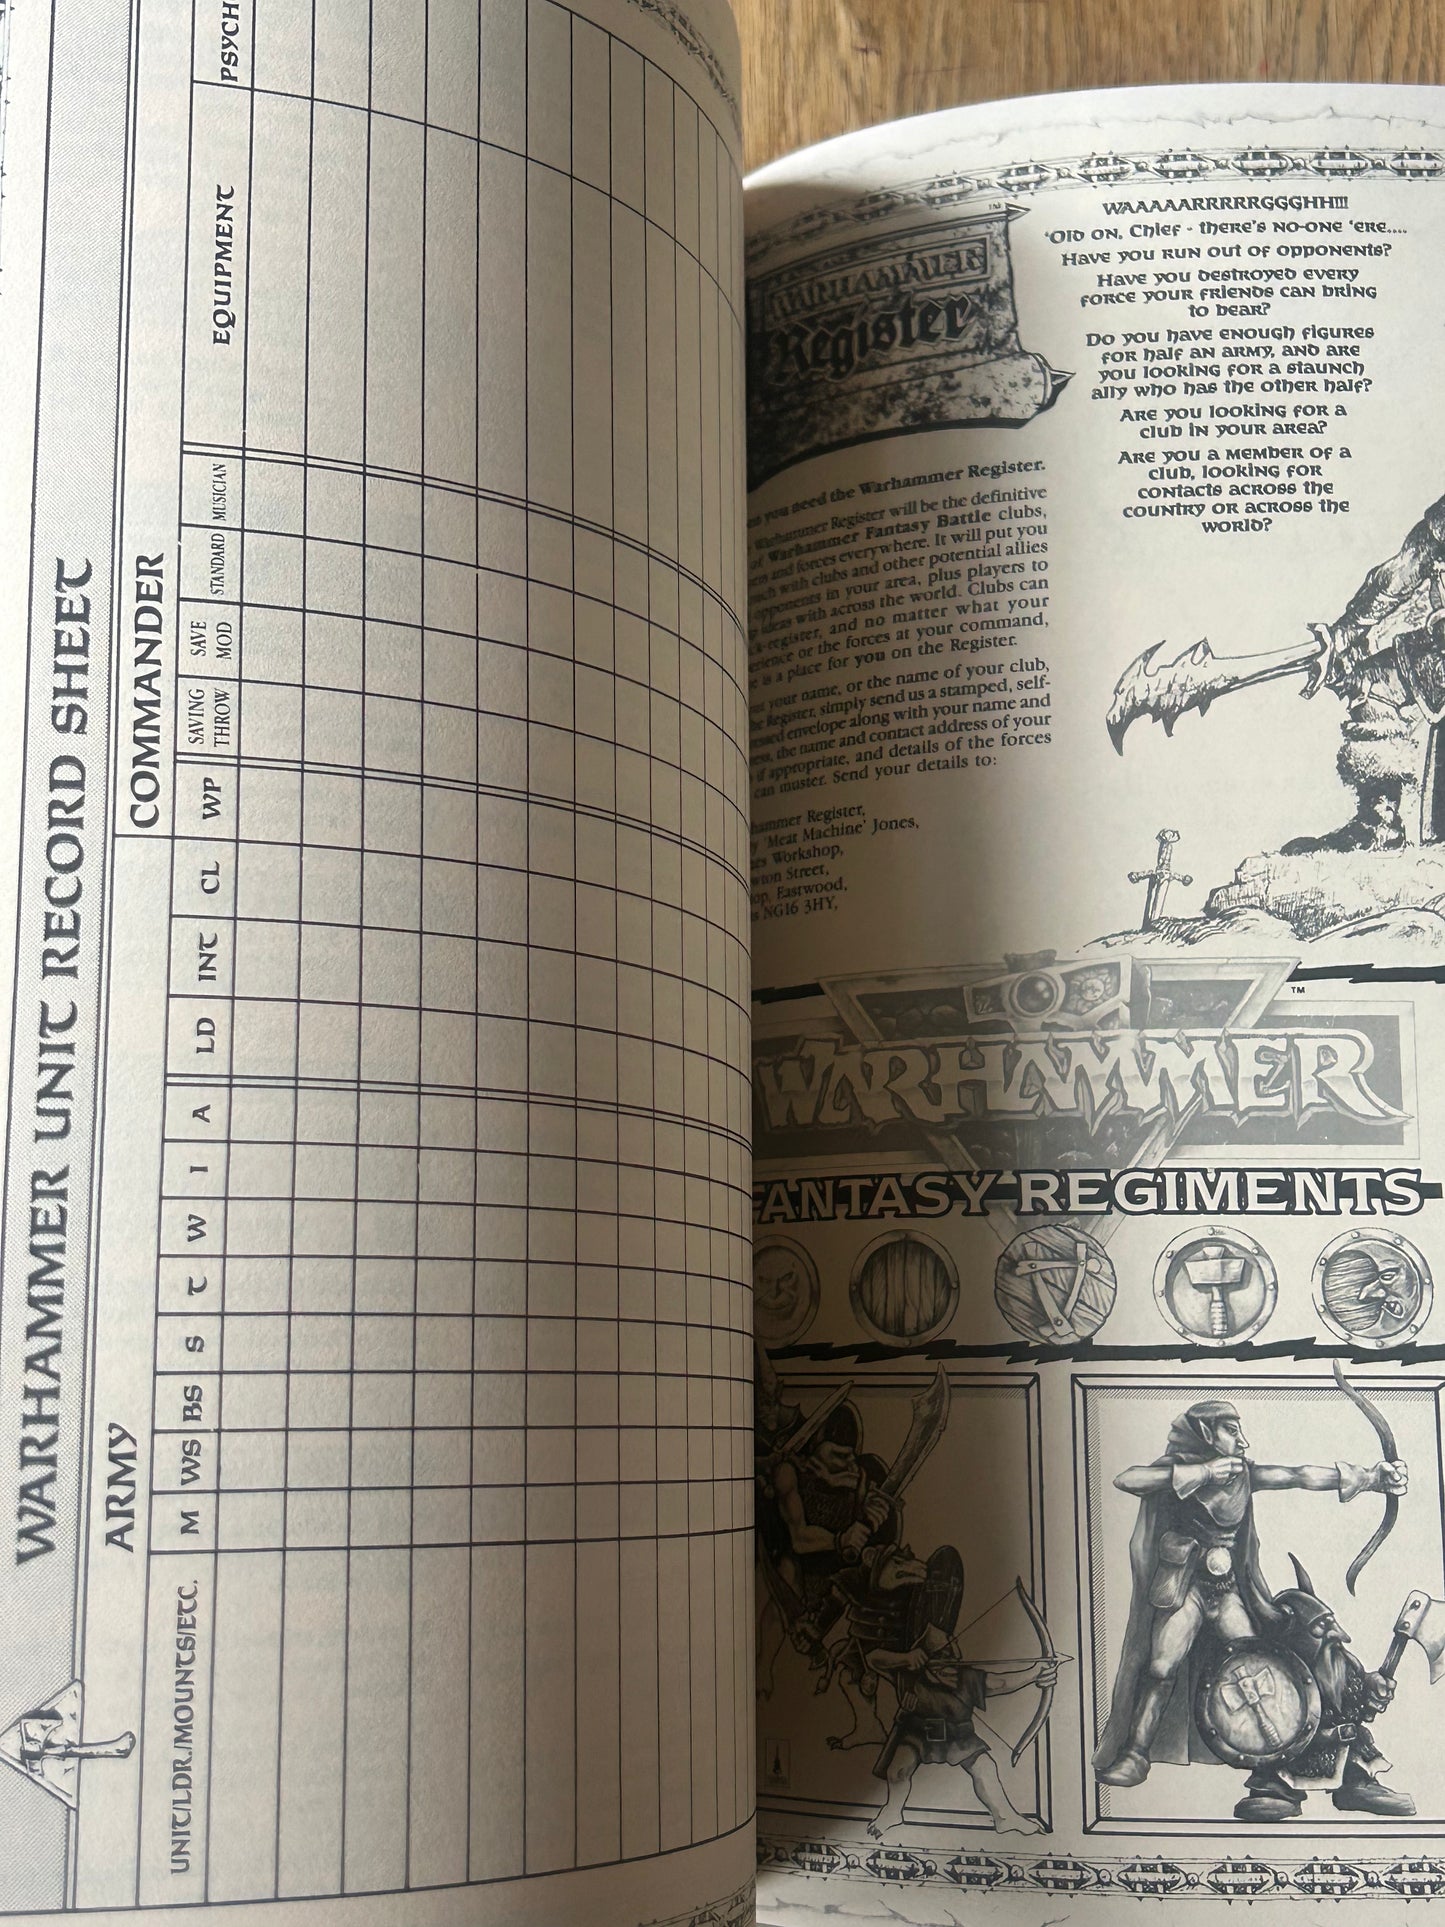 WARHAMMER UNIT RECORD SHEET
ARMY
COMMANDER
UNIT/LDR./MOUNTS/ETC.
M
WS
BS
S
T
W
I
A
LD
INT
CL
WP
SAVING
THROW
SAVE
MOD
STANDARD
MUSICIAN
EQUIPMENT
PSYCH
WARHAMMER
Register
TM
WAAAAARRRRRGGGHH!!!
'Old on, Chief - there's no-one 'ere....
Have you run out of opponents?
Have you destroyed every
force your friends can bring
to bear?
Do you have enough figures
for half an army, and are
you looking for a staunch
ally who has the other half?
Are you looking for a
club in your area?
Are you a member of a
club, looking for
contacts across the
country or across the
world?
you need the Warhammer Register.
Warhammer Register will be the definitive
of Warhammer Fantasy Battle clubs,
and forces everywhere. It will put you
with clubs and other potential allies
opponents in your area, plus players to
ideas with across the world. Clubs can
register, and no matter what your
or the forces at your command,
is a place for you on the Register.
your name, or the name of your club,
Register, simply send us a stamped, self-
envelope along with your name and
the name and contact address of your
if appropriate, and details of the forces
can muster. Send your details to:
Register,
'Meat Machine' Jones,
Workshop,
Street,
Eastwood,
NG16 3HY,
WARHAMMER
TM
FANTASY REGIMENTS